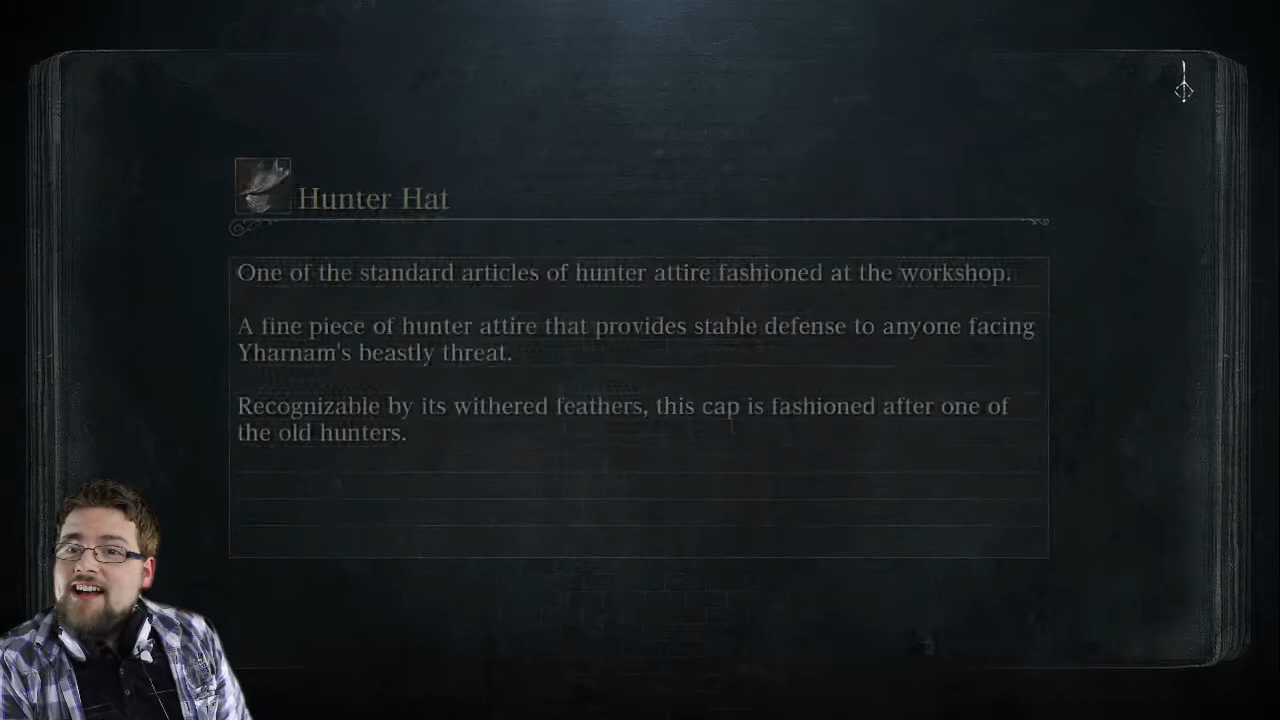 Hunter Hat
One of the standard articles of hunter attire fashioned at the workshop.
A fine piece of hunter attire that provides stable defense to anyone facing
Yharnam's beastly threat.
Recognizable by its withered feathers, this cap is fashioned after one of
the old hunters.